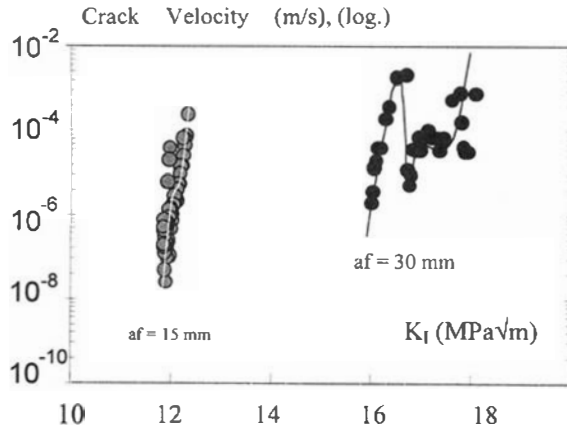 Crack Velocity (m/s), (log.)
10⁻²
10⁻⁴
10⁻⁶
10⁻⁸
10⁻¹⁰
af = 30 mm
af = 15 mm
K_I (MPa√m)
10 12 14 16 18